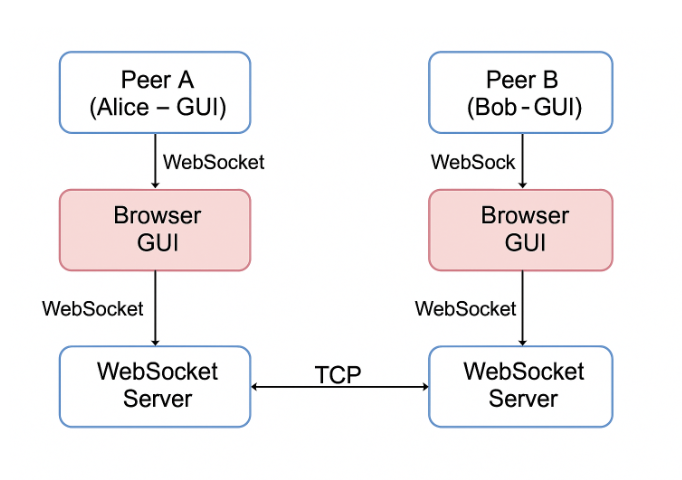 Peer A
(Alice – GUI)
Peer B
(Bob - GUI)
WebSocket
WebSock
Browser
GUI
Browser
GUI
WebSocket
WebSocket
WebSocket
Server
TCP
WebSocket
Server